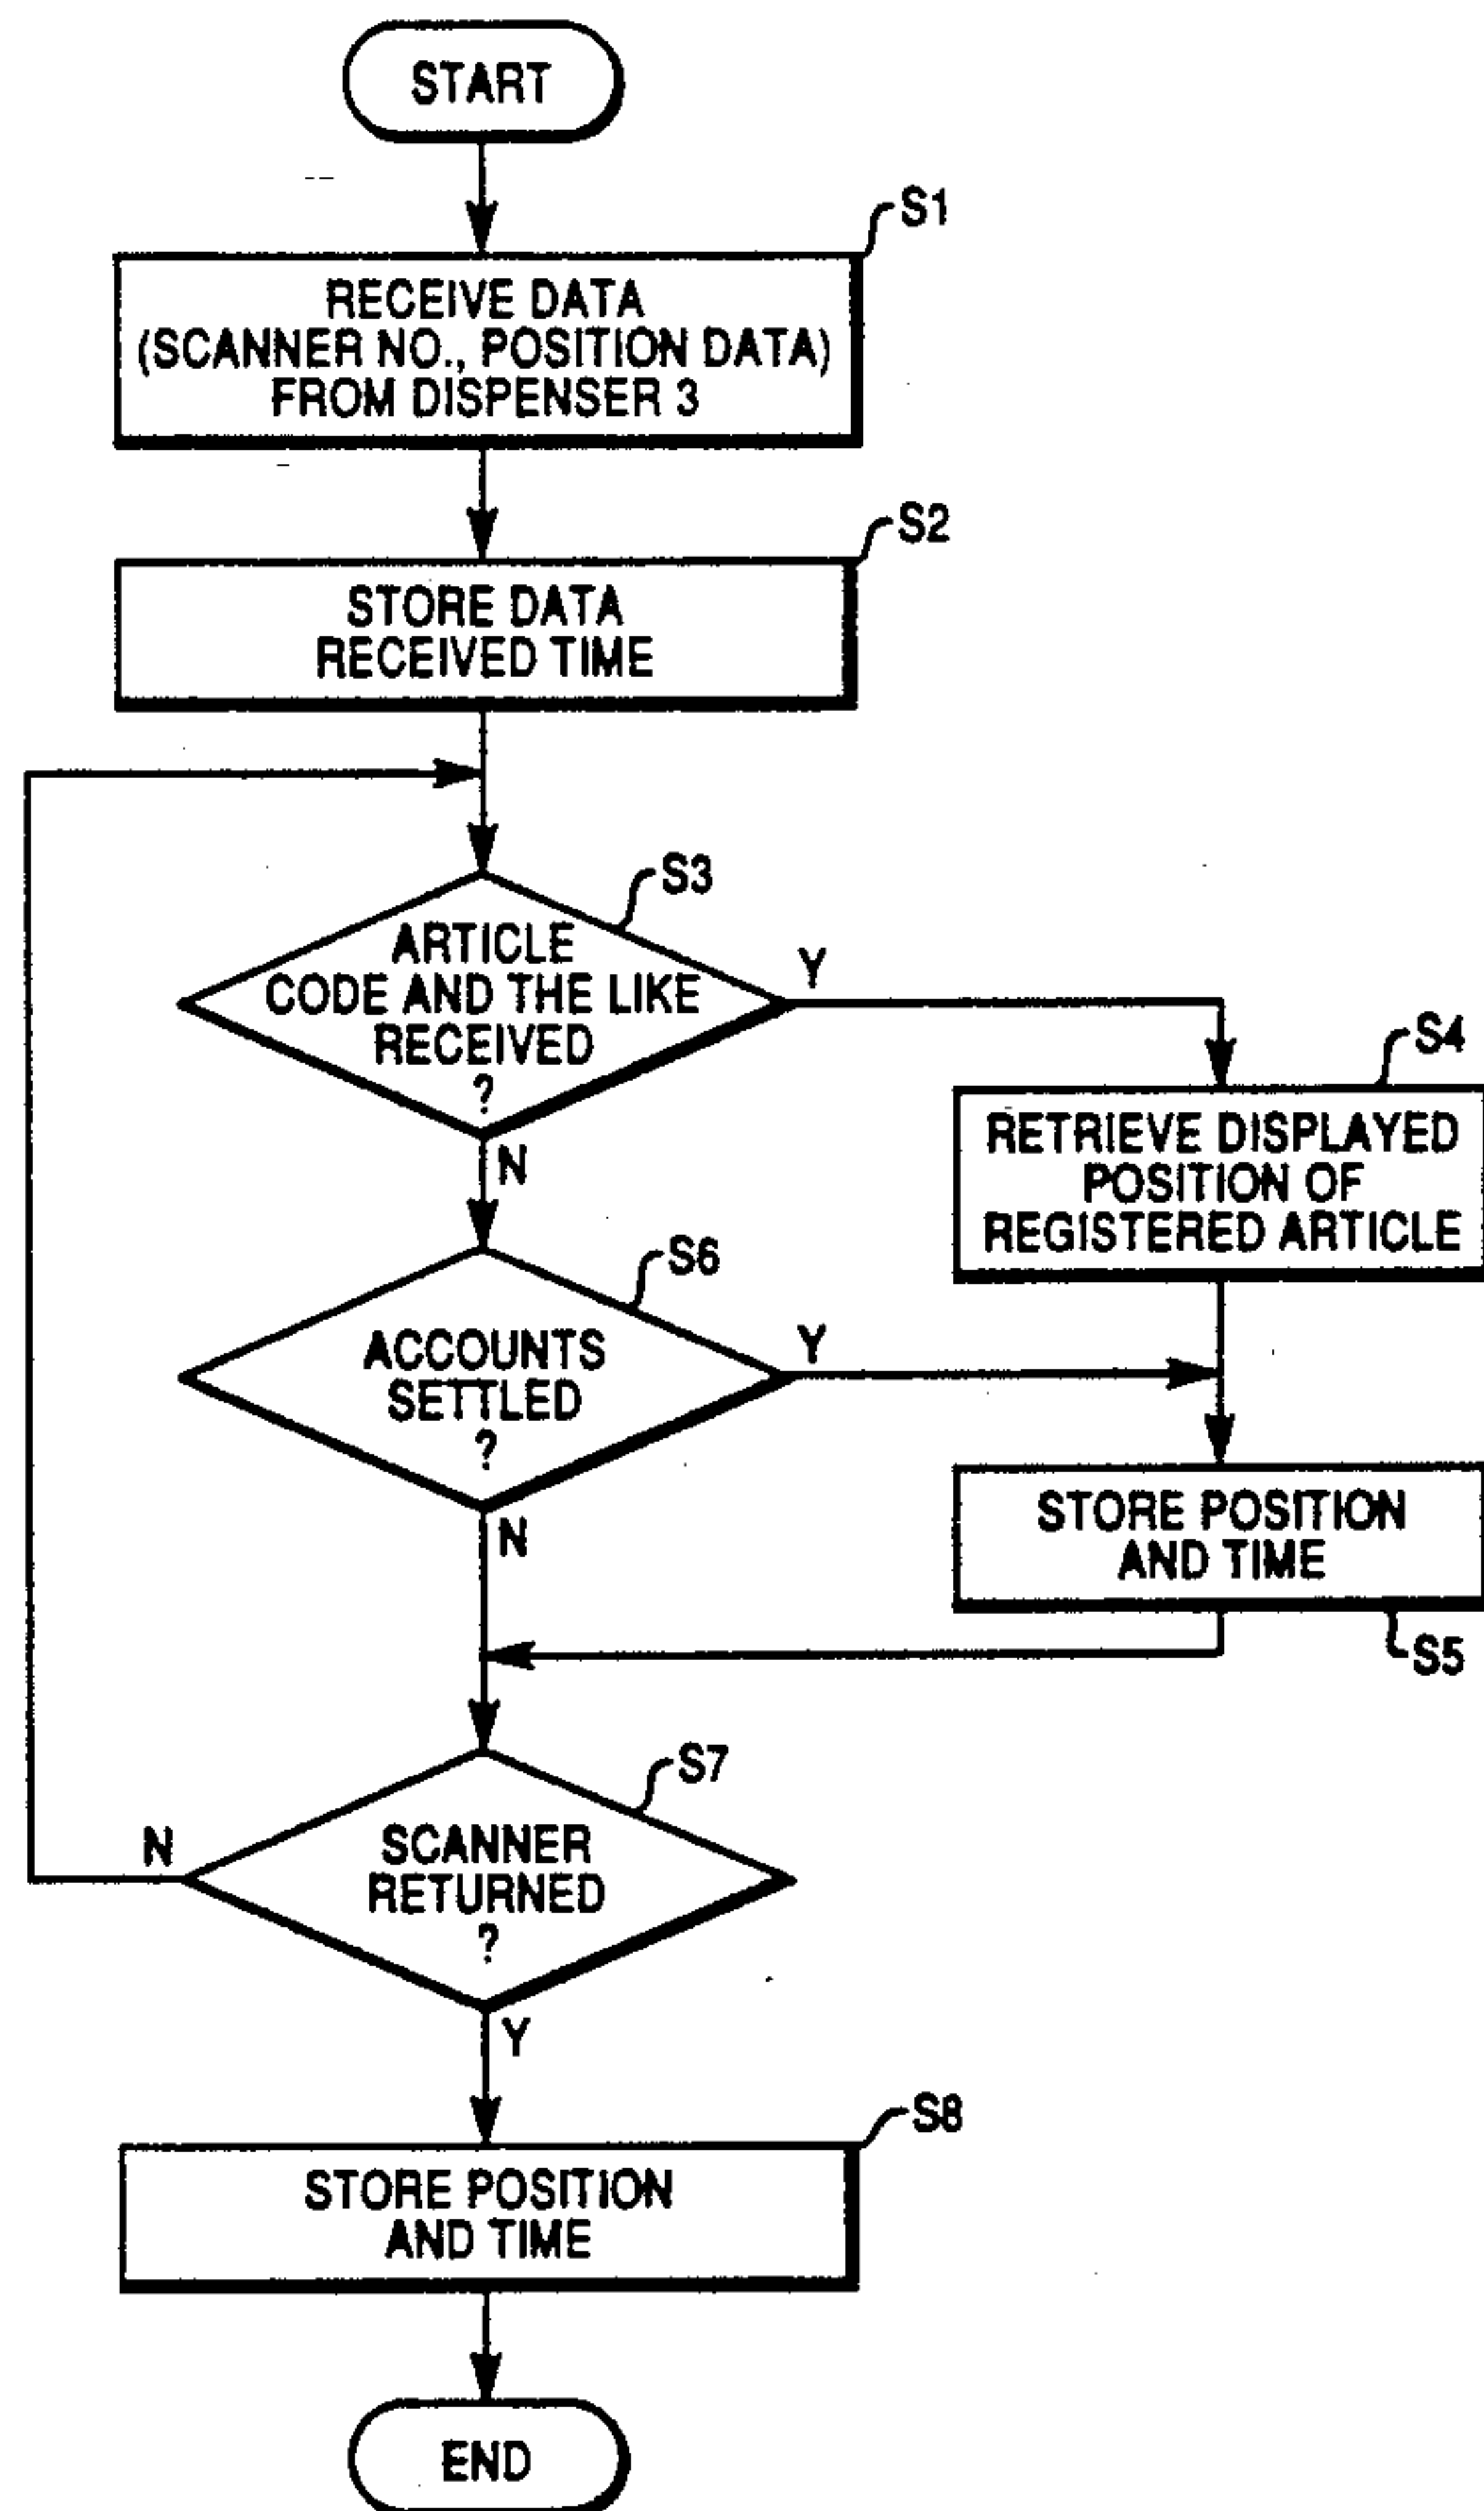 START
S1
RECEIVE DATA
(SCANNER NO., POSITION DATA)
FROM DISPENSER 3
S2
STORE DATA
RECEIVED TIME
S3
ARTICLE
CODE AND THE LIKE
RECEIVED
?
Y
N
S4
RETRIEVE DISPLAYED
POSITION OF
REGISTERED ARTICLE
S6
ACCOUNTS
SETTLED
?
Y
N
STORE POSITION
AND TIME
S5
S7
SCANNER
RETURNED
?
N
Y
S8
STORE POSITION
AND TIME
END